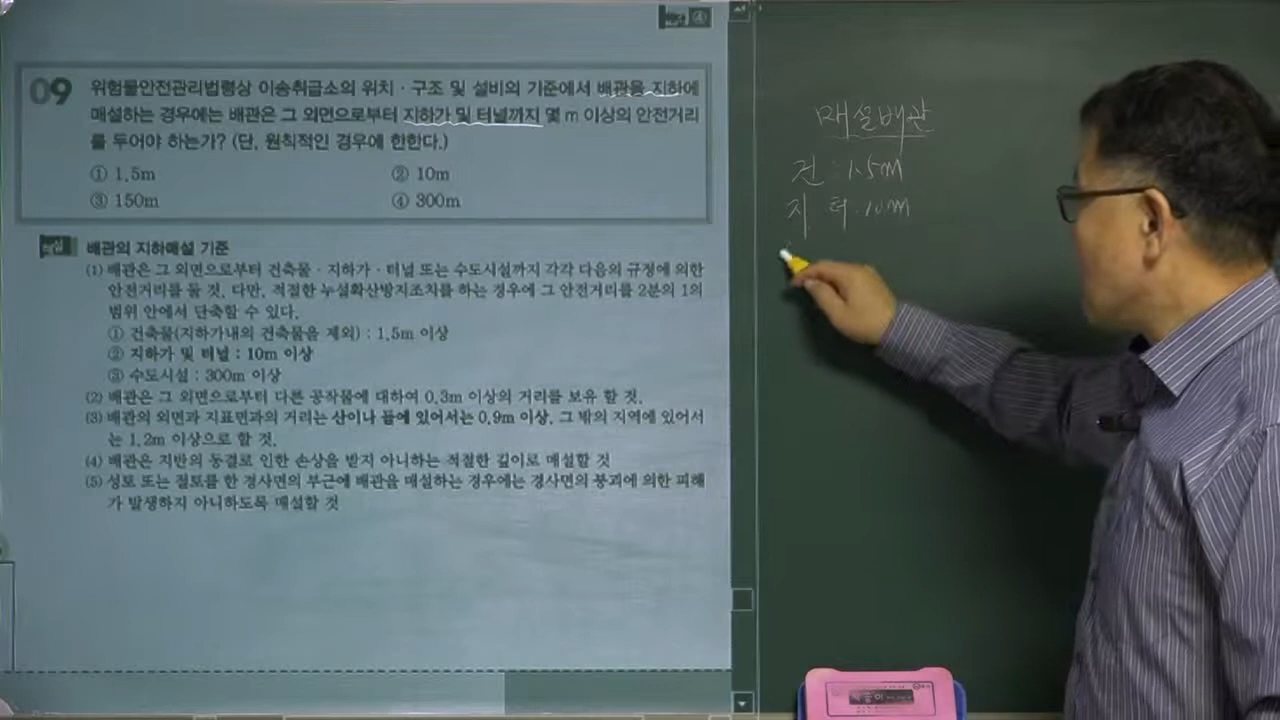 ④
09 위험물안전관리법령상 이송취급소의 위치·구조 및 설비의 기준에서 배관을 지하에
매설하는 경우에는 배관은 그 외면으로부터 지하가 및 터널까지 몇 m 이상의 안전거리
를 두어야 하는가? (단, 원칙적인 경우에 한한다.)
① 1.5m ② 10m
③ 150m ④ 300m
해설 배관의 지하매설 기준
(1) 배관은 그 외면으로부터 건축물·지하가·터널 또는 수도시설까지 각각 다음의 규정에 의한
안전거리를 둘 것. 다만, 적절한 누설확산방지조치를 하는 경우에 그 안전거리를 2분의 1의
범위 안에서 단축할 수 있다.
① 건축물(지하가내의 건축물을 제외) : 1.5m 이상
② 지하가 및 터널 : 10m 이상
③ 수도시설 : 300m 이상
(2) 배관은 그 외면으로부터 다른 공작물에 대하여 0.3m 이상의 거리를 보유 할 것.
(3) 배관의 외면과 지표면과의 거리는 산이나 들에 있어서는 0.9m 이상, 그 밖의 지역에 있어서
는 1.2m 이상으로 할 것.
(4) 배관은 지반의 동결로 인한 손상을 받지 아니하는 적절한 깊이로 매설할 것
(5) 성토 또는 절토를 한 경사면의 부근에 배관을 매설하는 경우에는 경사면의 붕괴에 의한 피해
가 발생하지 아니하도록 매설할 것
매설배관
건 : 1.5m
지. 터 : 10m